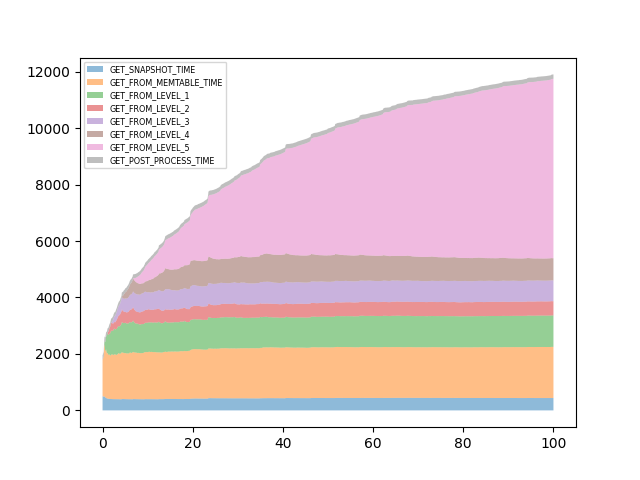 12000
10000
8000
6000
4000
2000
0
GET_SNAPSHOT_TIME
GET_FROM_MEMTABLE_TIME
GET_FROM_LEVEL_1
GET_FROM_LEVEL_2
GET_FROM_LEVEL_3
GET_FROM_LEVEL_4
GET_FROM_LEVEL_5
GET_POST_PROCESS_TIME
0 20 40 60 80 100